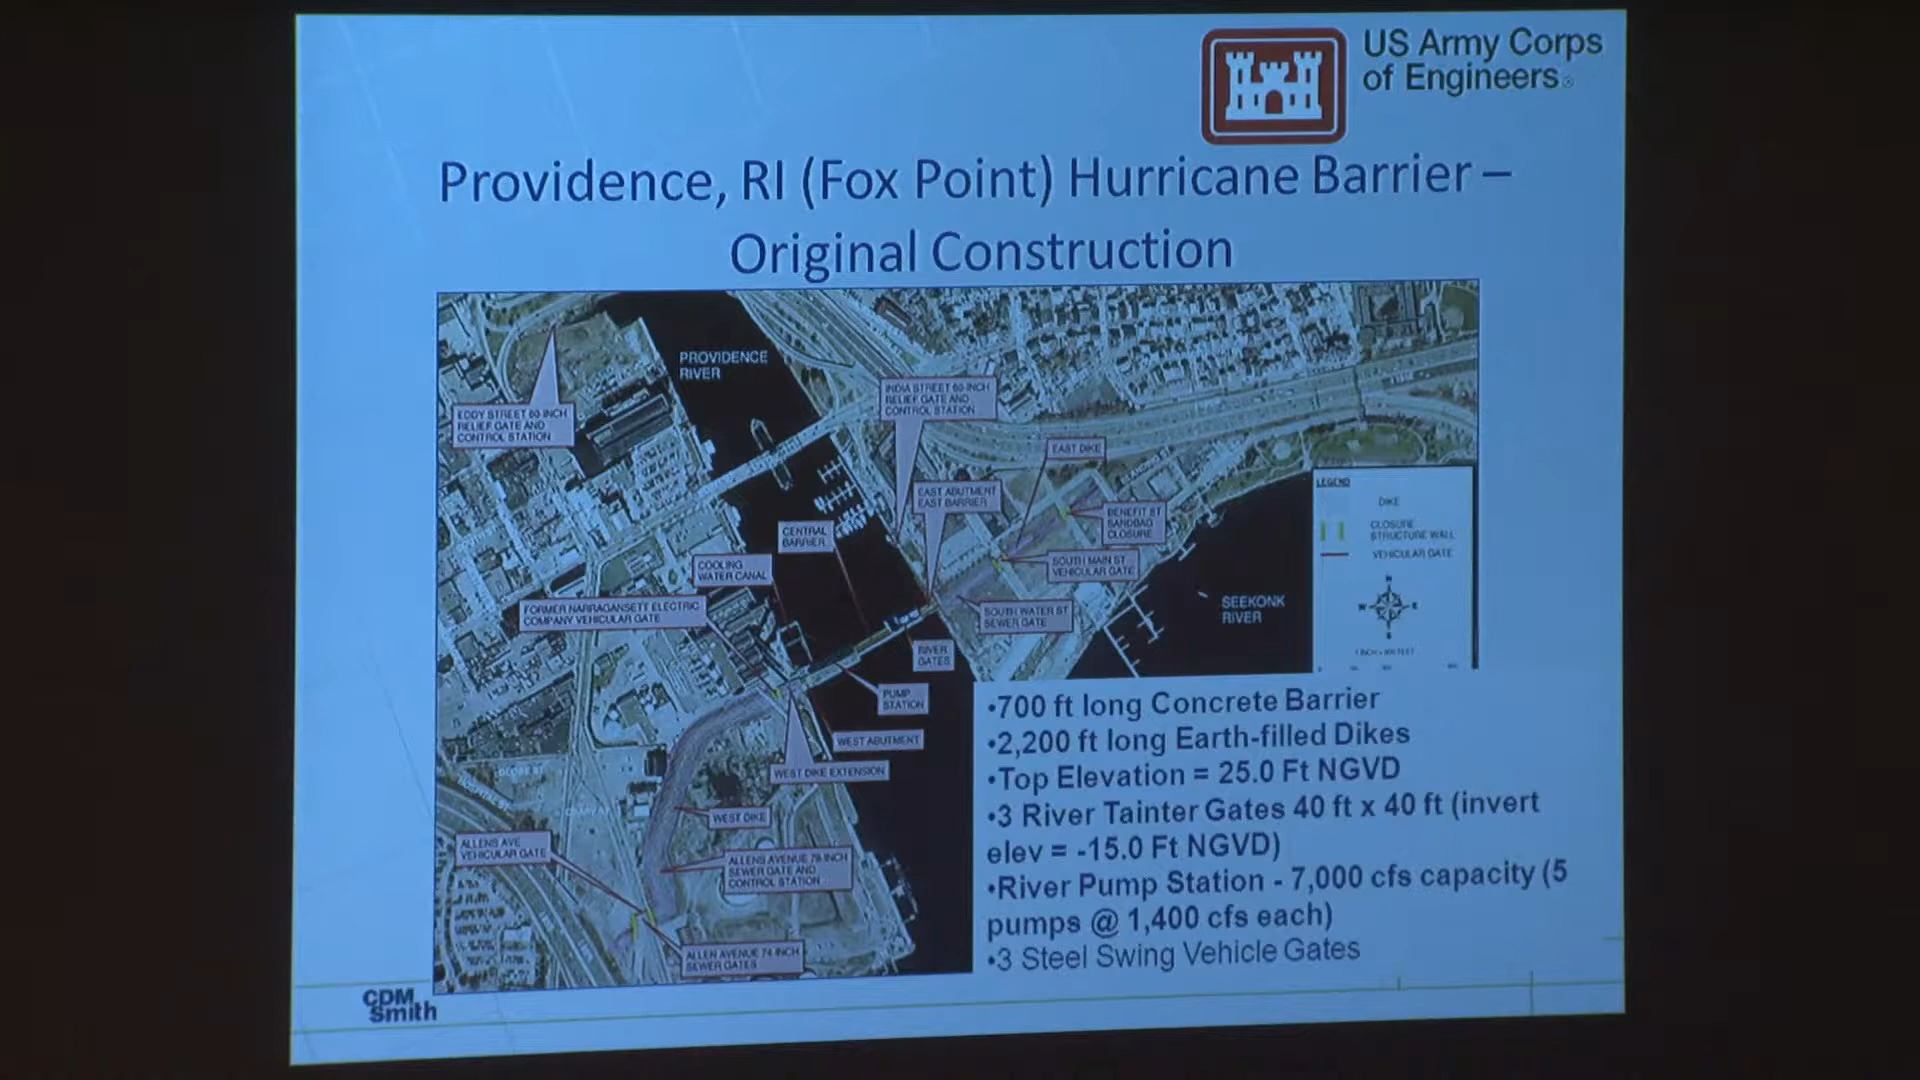 US Army Corps
of Engineers®
Providence, RI (Fox Point) Hurricane Barrier –
Original Construction
PROVIDENCE
RIVER
EDDY STREET 60 INCH
RELIEF GATE AND
CONTROL STATION
INDIA STREET 60 INCH
RELIEF GATE AND
CONTROL STATION
EAST DIKE
EAST ABUTMENT
EAST BARRIER
BENEFIT ST
SANDBAG
CLOSURE
CENTRAL
BARRIER
COOLING
WATER CANAL
SOUTH MAIN ST
VEHICULAR GATE
FORMER NARRAGANSETT ELECTRIC
COMPANY VEHICULAR GATE
SOUTH WATER ST
SEWER GATE
SEEKONK
RIVER
LEGEND
DIKE
CLOSURE
STRUCTURE WALL
VEHICULAR GATE
N
W
E
S
RIVER
GATES
PUMP
STATION
WEST ABUTMENT
WEST DIKE EXTENSION
WEST DIKE
ALLENS AVE
VEHICULAR GATE
ALLENS AVENUE 78 INCH
SEWER GATE AND
CONTROL STATION
ALLEN AVENUE 74 INCH
SEWER GATES
•700 ft long Concrete Barrier
•2,200 ft long Earth-filled Dikes
•Top Elevation = 25.0 Ft NGVD
•3 River Tainter Gates 40 ft x 40 ft (invert
elev = -15.0 Ft NGVD)
•River Pump Station - 7,000 cfs capacity (5
pumps @ 1,400 cfs each)
•3 Steel Swing Vehicle Gates
CDM
Smith